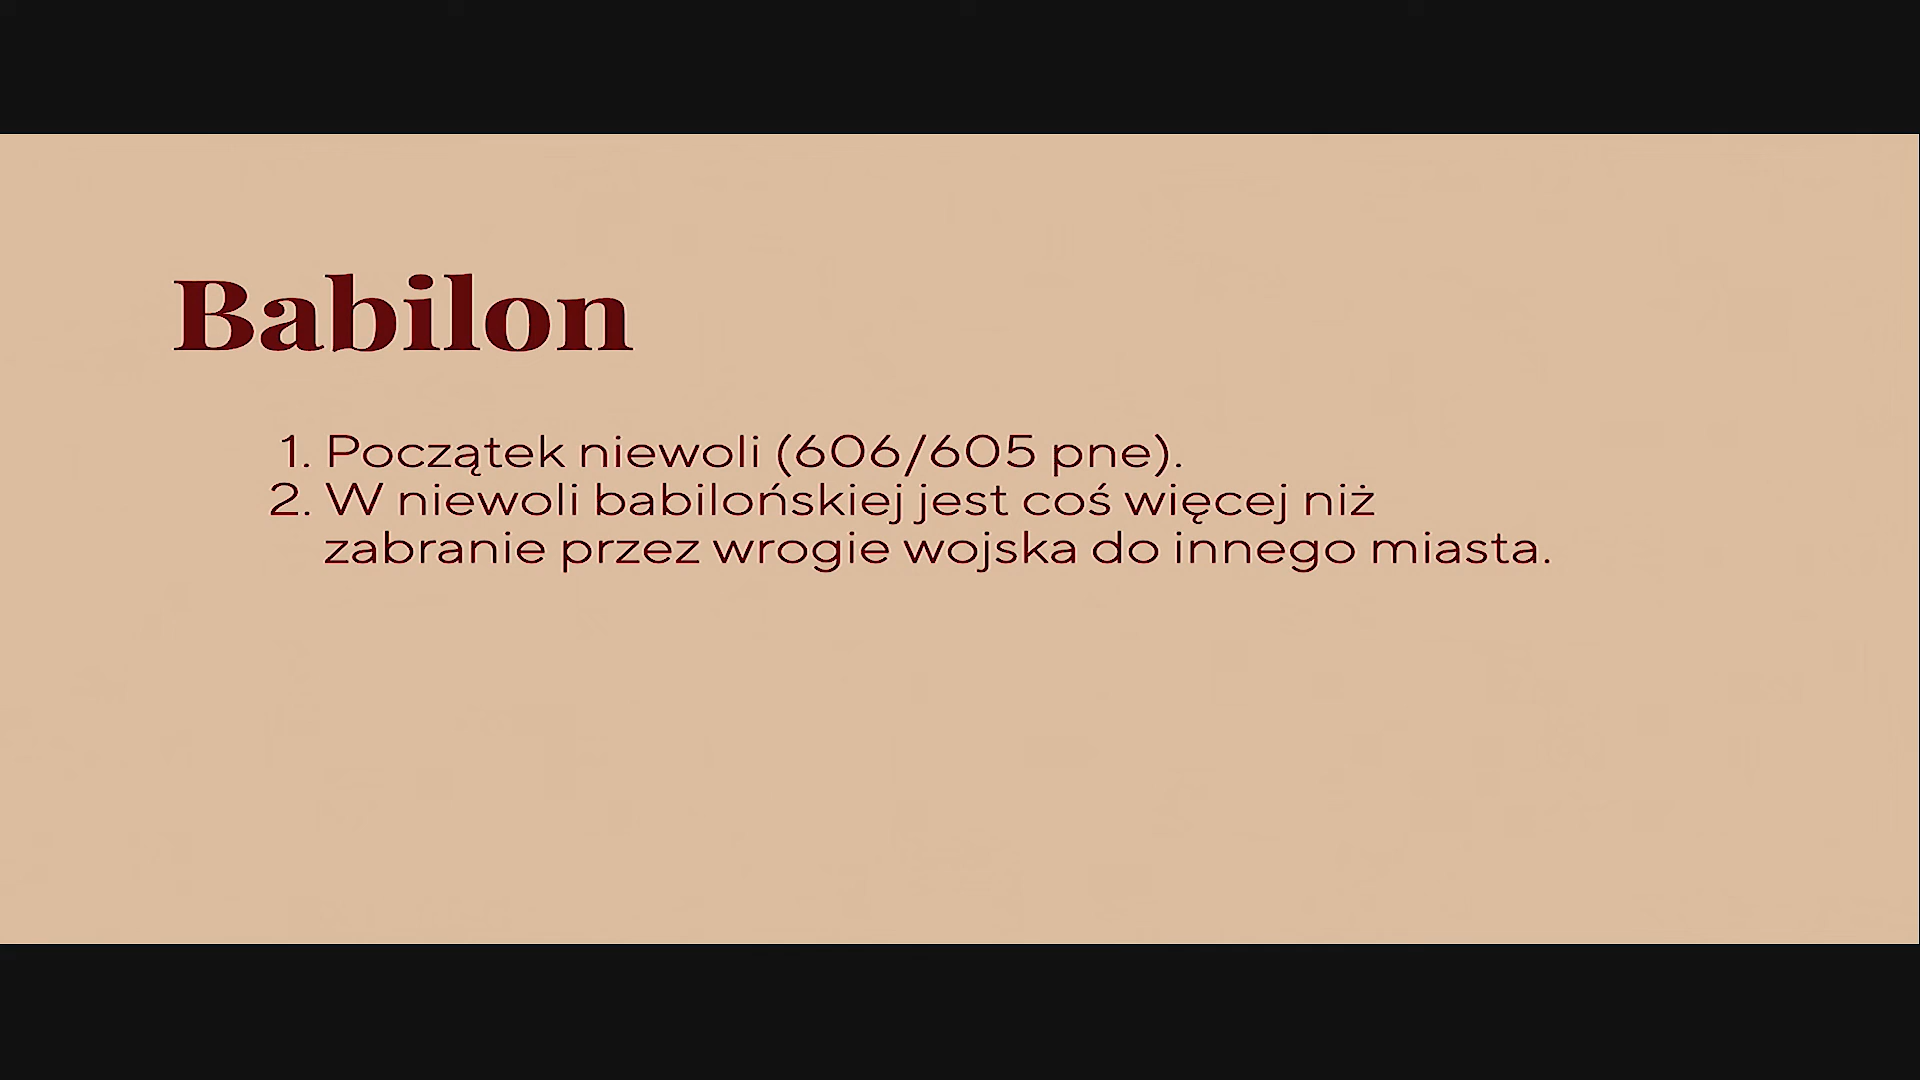 Babilon
1. Początek niewoli (606/605 pne).
2. W niewoli babilońskiej jest coś więcej niż
zabranie przez wrogie wojska do innego miasta.